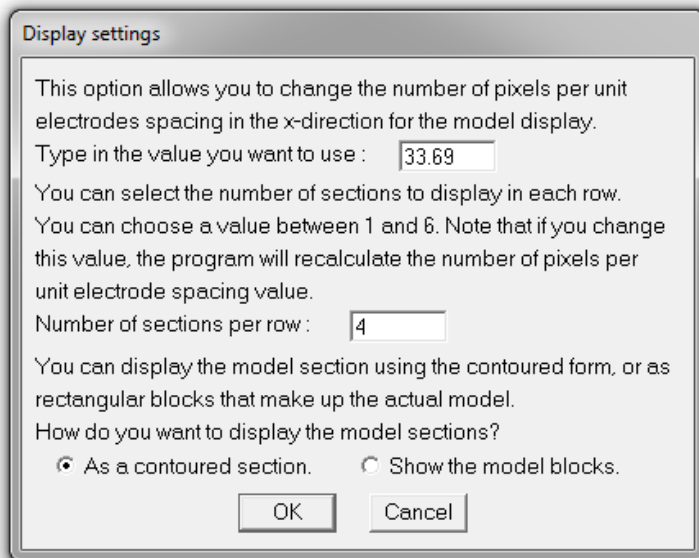 Display settings
This option allows you to change the number of pixels per unit
electrodes spacing in the x-direction for the model display.
Type in the value you want to use : 33.69
You can select the number of sections to display in each row.
You can choose a value between 1 and 6. Note that if you change
this value, the program will recalculate the number of pixels per
unit electrode spacing value.
Number of sections per row : 4
You can display the model section using the contoured form, or as
rectangular blocks that make up the actual model.
How do you want to display the model sections?
As a contoured section. Show the model blocks.
OK Cancel